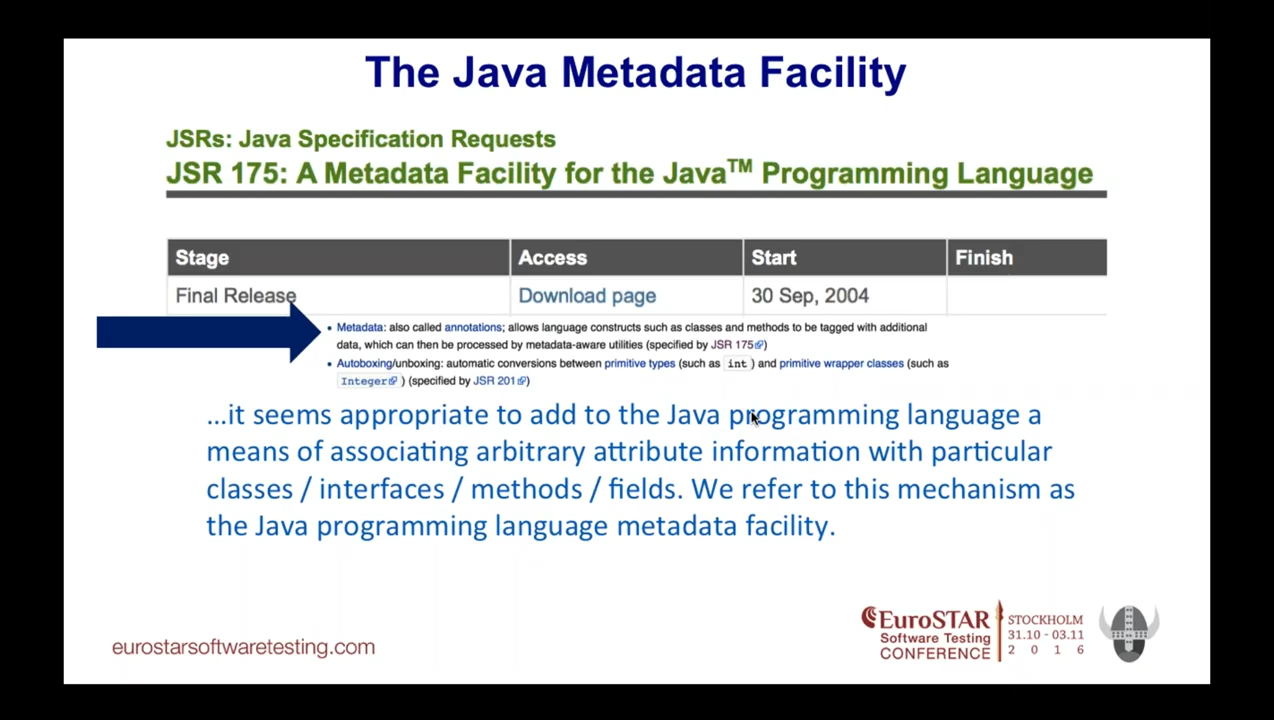 The Java Metadata Facility
JSRs: Java Specification Requests
JSR 175: A Metadata Facility for the Java™ Programming Language
Stage Access Start Finish
Final Release Download page 30 Sep, 2004
• Metadata: also called annotations; allows language constructs such as classes and methods to be tagged with additional
data, which can then be processed by metadata-aware utilities (specified by JSR 175)
• Autoboxing/unboxing: automatic conversions between primitive types (such as int) and primitive wrapper classes (such as
Integer) (specified by JSR 201)
...it seems appropriate to add to the Java programming language a
means of associating arbitrary attribute information with particular
classes / interfaces / methods / fields. We refer to this mechanism as
the Java programming language metadata facility.
eurostarsoftwaretesting.com
EuroSTAR
Software Testing
CONFERENCE
STOCKHOLM
31.10 - 03.11
2016